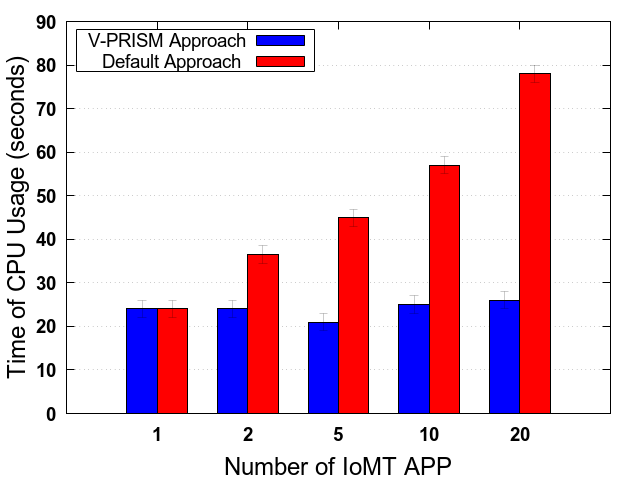 V-PRISM Approach
Default Approach
Time of CPU Usage (seconds)
90
80
70
60
50
40
30
20
10
0
1 2 5 10 20
Number of IoMT APP